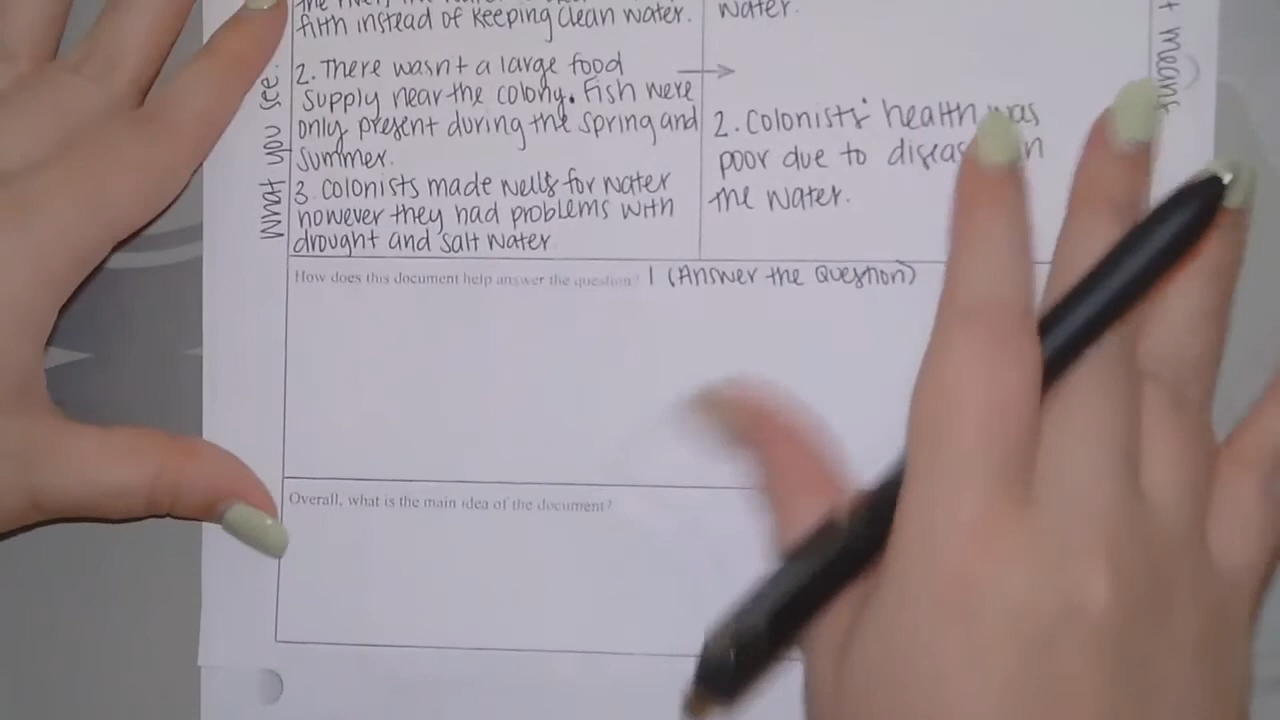 filth instead of keeping clean water.
water.
What you see:
2. There wasn't a large food
supply near the colony. Fish were
only present during the spring and
summer.
3. colonists made wells for water
however they had problems with
drought and salt water
2. Colonists' health was
poor due to
the water.
means
How does this document help answer the question? 1 (Answer the Question)
Overall, what is the main idea of the document?